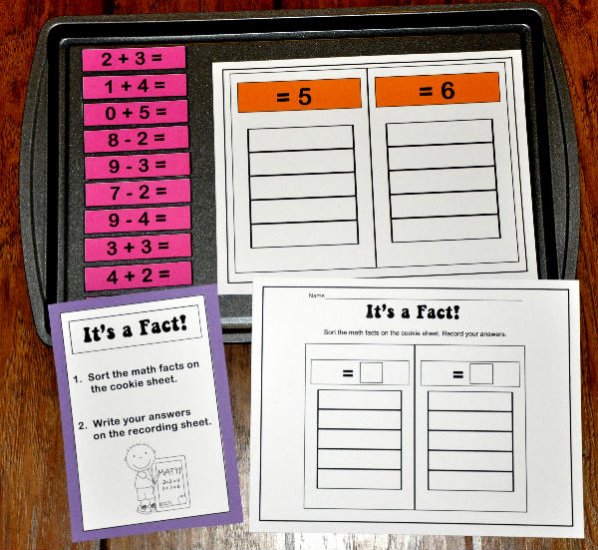 2 + 3 =
1 + 4 =
0 + 5 =
8 - 2 =
9 - 3 =
7 - 2 =
9 - 4 =
3 + 3 =
4 + 2 =
= 5
= 6
It's a Fact!
1. Sort the math facts on
the cookie sheet.
2. Write your answers
on the recording sheet.
MATH
Name
It's a Fact!
Sort the math facts on the cookie sheet. Record your answers.
=
=